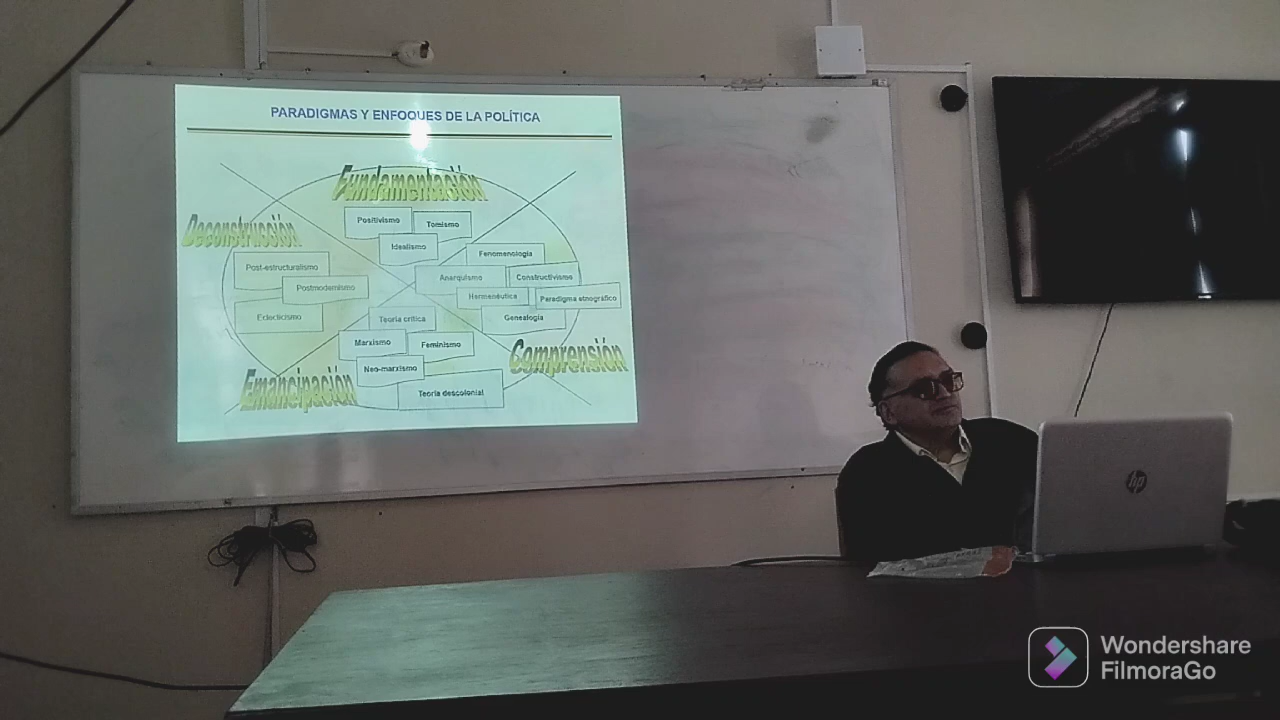 PARADIGMAS Y ENFOQUES DE LA POLÍTICA
Fundamentación
Deconstrucción
Positivismo
Tomismo
Idealismo
Fenomenología
Post-estructuralismo
Anarquismo
Constructivismo
Postmodernismo
Hermenéutica
Paradigma etnográfico
Eclecticismo
Teoría crítica
Genealogía
Marxismo
Feminismo
Comprensión
Neo-marxismo
Emancipación
Teoría descolonial
hp
Wondershare
FilmoraGo